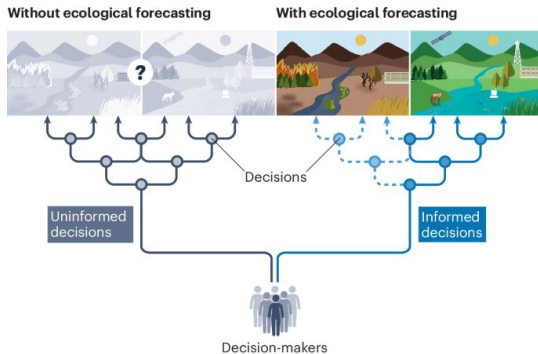 Without ecological forecasting
With ecological forecasting
?
Decisions
Uninformed
decisions
Informed
decisions
Decision-makers